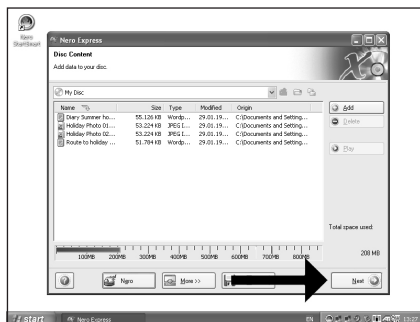 Nero
StartSmart
Nero Express
Disc Content
Add data to your disc.
My Disc
Name Size Type Modified Origin
Diary Summer ho... 55.126 KB Wordp... 29.01.19... C:\Documents and Setting...
Holiday Photo 01... 53.224 KB JPEG I... 29.01.19... C:\Documents and Setting...
Holiday Photo 02... 53.224 KB JPEG I... 29.01.19... C:\Documents and Setting...
Route to holiday ... 51.784 KB Wordp... 29.01.19... C:\Documents and Setting...
Add
Delete
Play
Total space used:
208 MB
100MB 200MB 300MB 400MB 500MB 600MB 700MB 800MB
Nero
More >>
Next
start
Nero Express
EN
13:27